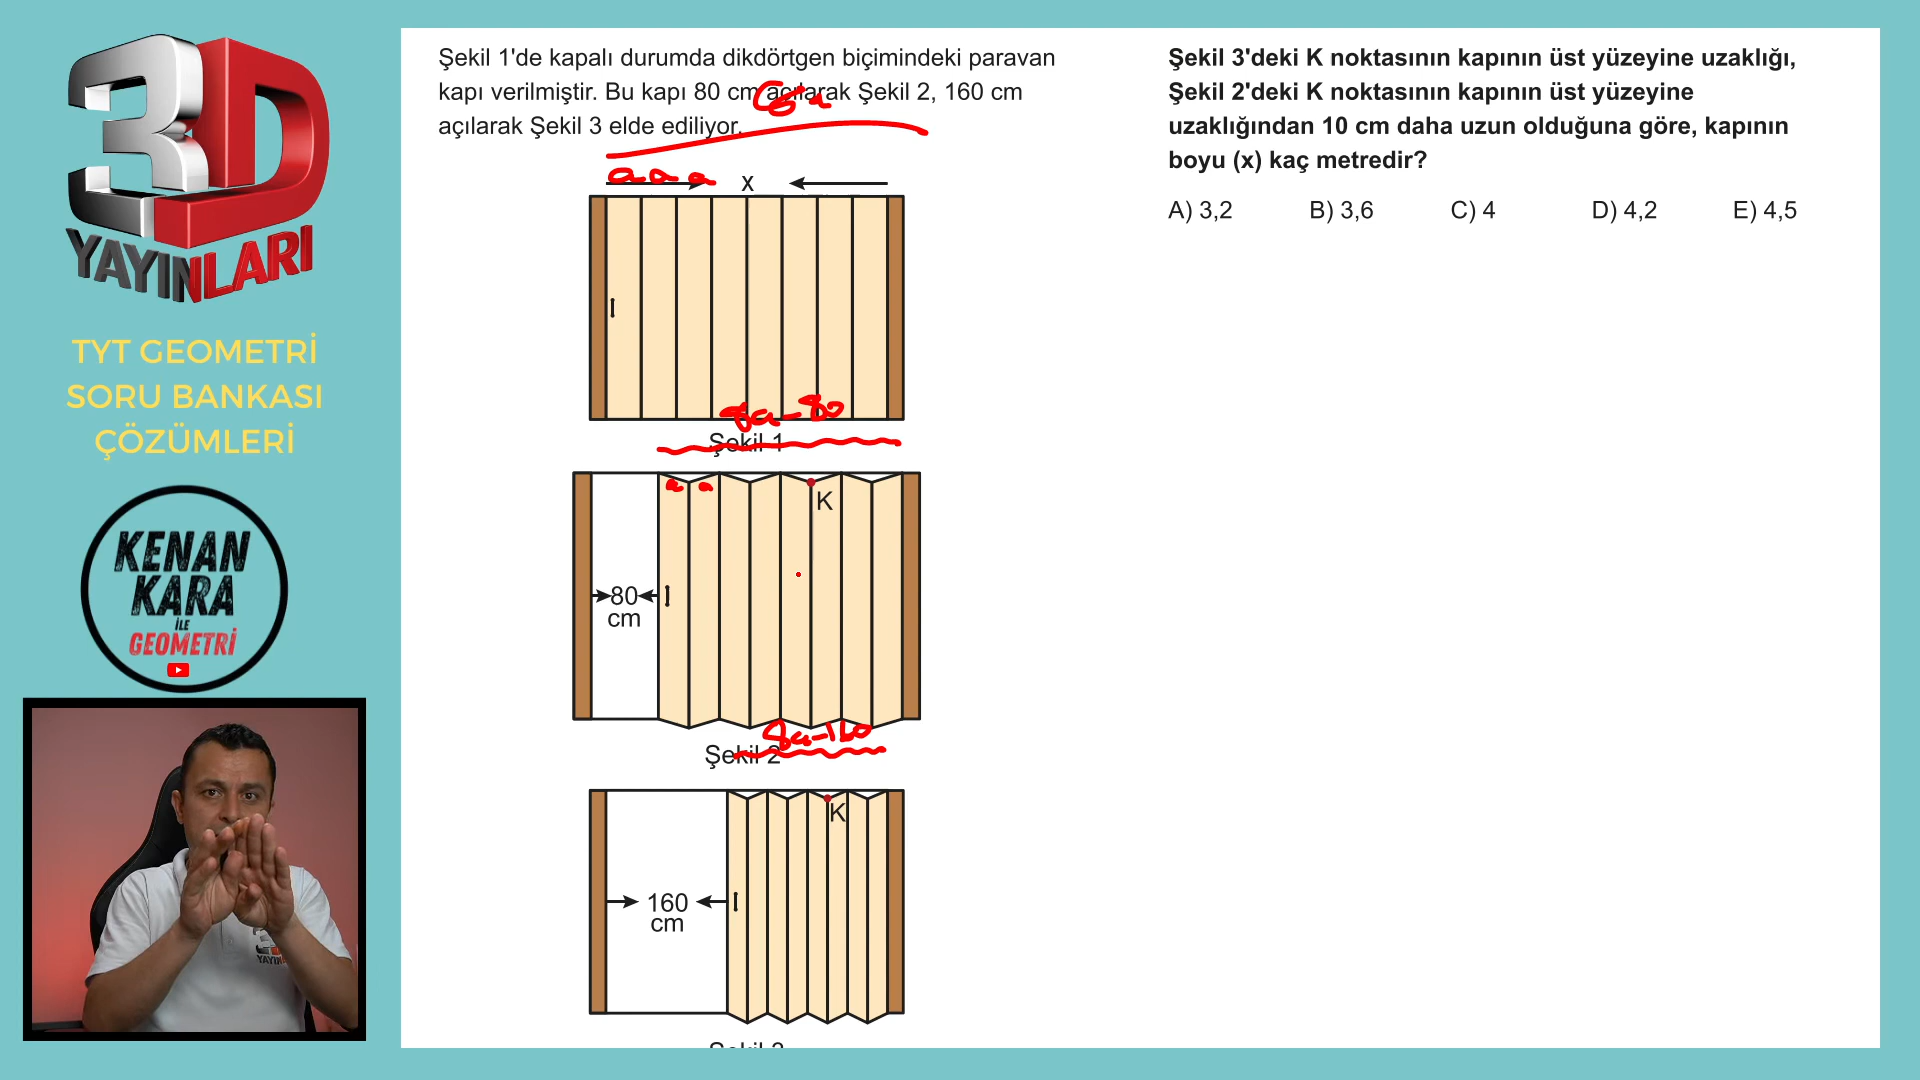 3D
YAYINLARI
TYT GEOMETRİ
SORU BANKASI
ÇÖZÜMLERİ
KENAN
KARA
İLE
GEOMETRİ
Şekil 1'de kapalı durumda dikdörtgen biçimindeki paravan
kapı verilmiştir. Bu kapı 80 cm açılarak Şekil 2, 160 cm
açılarak Şekil 3 elde ediliyor.
a a a
x
8a-80
Şekil 1
a a
K
80
cm
8a-160
Şekil 2
K
160
cm
Şekil 3'deki K noktasının kapının üst yüzeyine uzaklığı,
Şekil 2'deki K noktasının kapının üst yüzeyine
uzaklığından 10 cm daha uzun olduğuna göre, kapının
boyu (x) kaç metredir?
A) 3,2 B) 3,6 C) 4 D) 4,2 E) 4,5